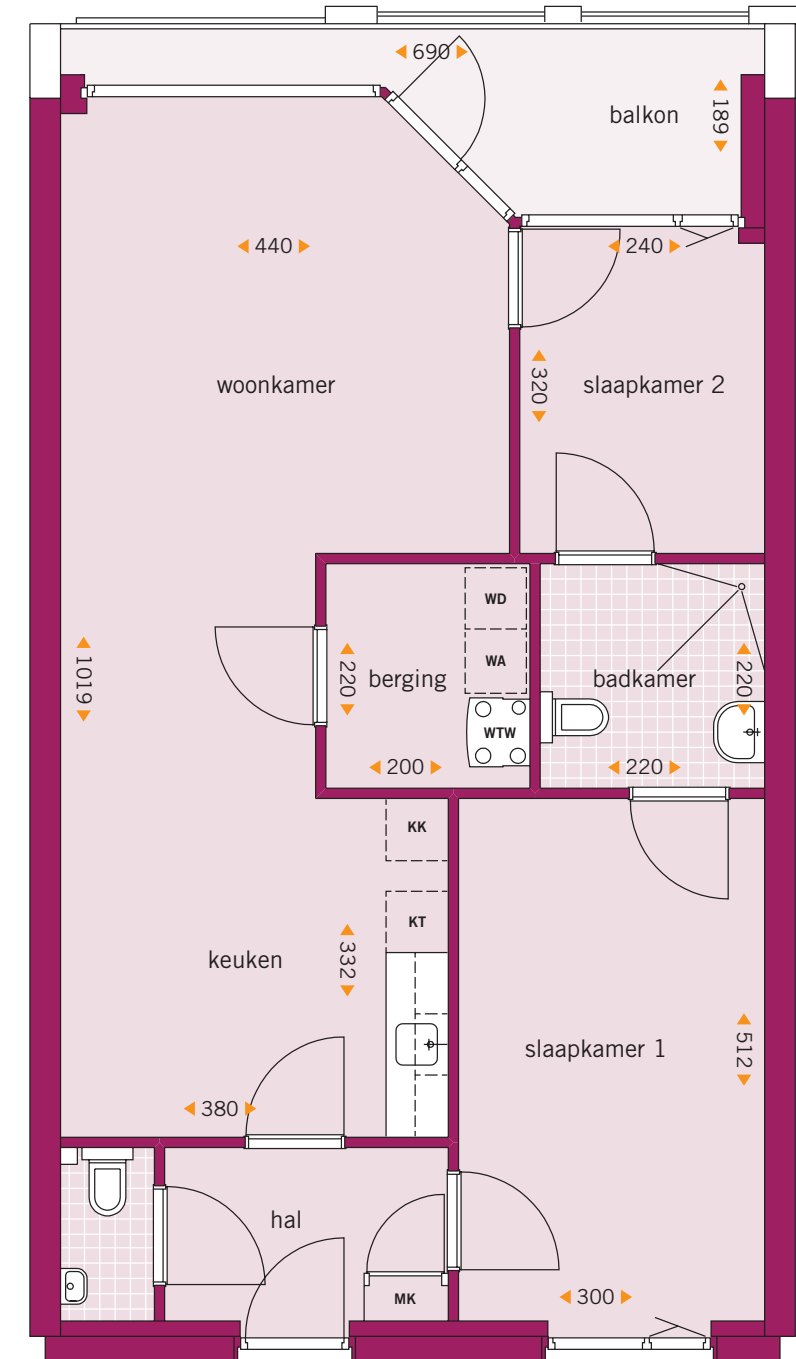 690
balkon
189
440
240
woonkamer
320
slaapkamer 2
WD
1019
220
berging
WA
badkamer
220
WTW
200
220
KK
KT
keuken
332
slaapkamer 1
512
380
hal
MK
300